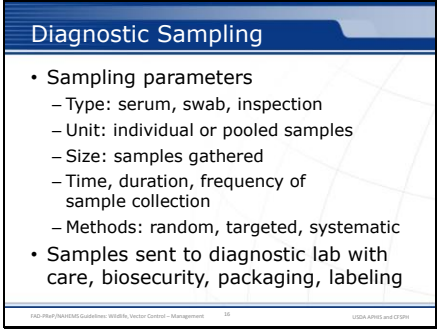 Diagnostic Sampling
• Sampling parameters
– Type: serum, swab, inspection
– Unit: individual or pooled samples
– Size: samples gathered
– Time, duration, frequency of
sample collection
– Methods: random, targeted, systematic
• Samples sent to diagnostic lab with
care, biosecurity, packaging, labeling
FAD-PReP/NAHEMS Guidelines: Wildlife, Vector Control – Management 16 USDA APHIS and CFSPH